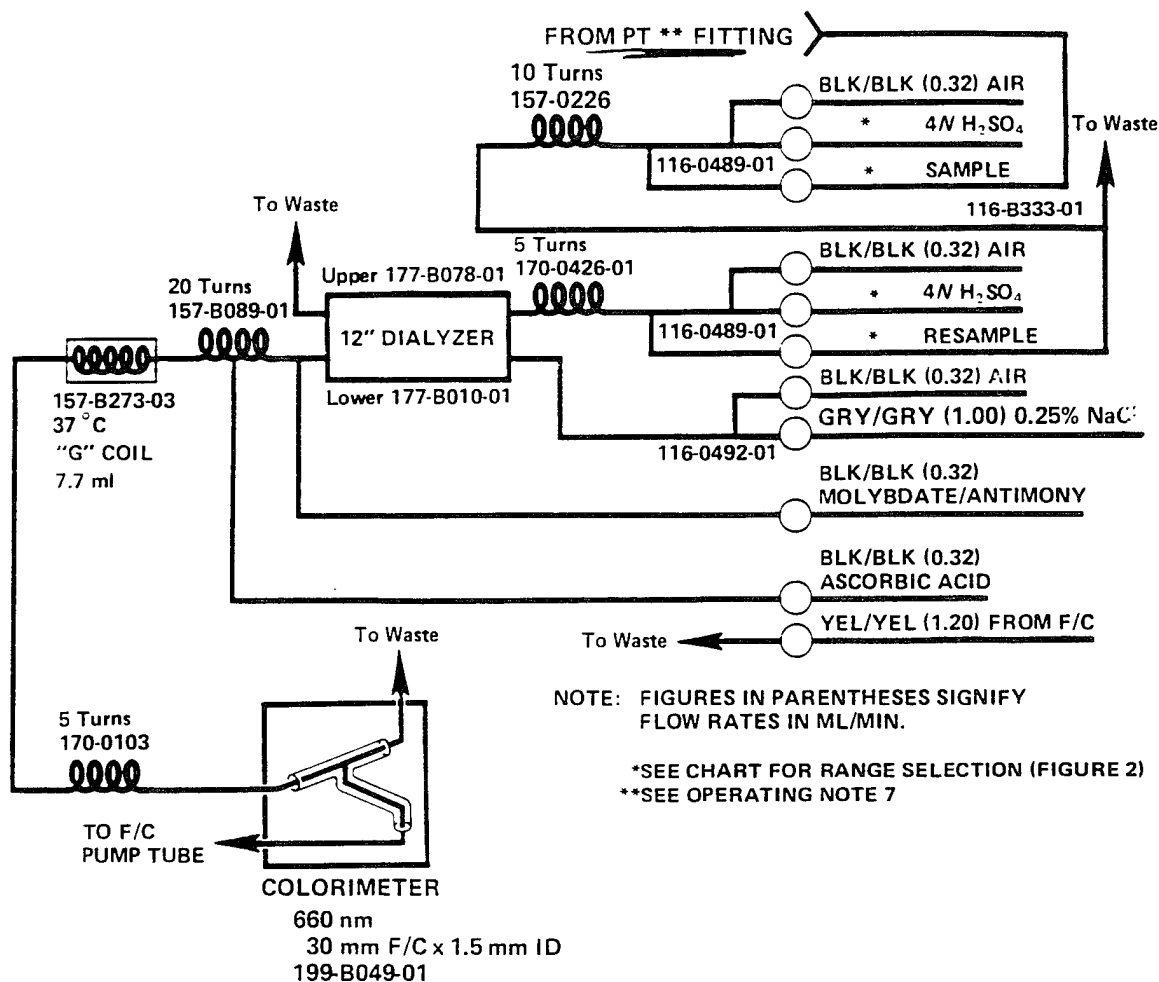 FROM PT ** FITTING
10 Turns
157-0226
BLK/BLK (0.32) AIR
* 4N H₂SO₄
To Waste
116-0489-01
* SAMPLE
116-B333-01
To Waste
5 Turns
170-0426-01
BLK/BLK (0.32) AIR
Upper 177-B078-01
20 Turns
157-B089-01
* 4N H₂SO₄
12" DIALYZER
116-0489-01
* RESAMPLE
BLK/BLK (0.32) AIR
Lower 177-B010-01
157-B273-03
37 °C
"G" COIL
7.7 ml
GRY/GRY (1.00) 0.25% NaCl
116-0492-01
BLK/BLK (0.32)
MOLYBDATE/ANTIMONY
BLK/BLK (0.32)
ASCORBIC ACID
YEL/YEL (1.20) FROM F/C
To Waste
To Waste
NOTE: FIGURES IN PARENTHESES SIGNIFY
FLOW RATES IN ML/MIN.
5 Turns
170-0103
*SEE CHART FOR RANGE SELECTION (FIGURE 2)
**SEE OPERATING NOTE 7
TO F/C
PUMP TUBE
COLORIMETER
660 nm
30 mm F/C x 1.5 mm ID
199-B049-01